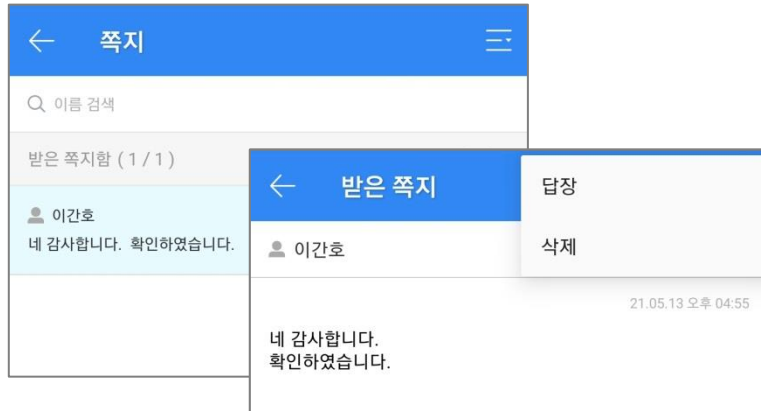 쪽지
이름 검색
받은 쪽지함 ( 1 / 1 )
이간호
네 감사합니다. 확인하였습니다.
받은 쪽지
답장
삭제
이간호
21.05.13 오후 04:55
네 감사합니다.
확인하였습니다.